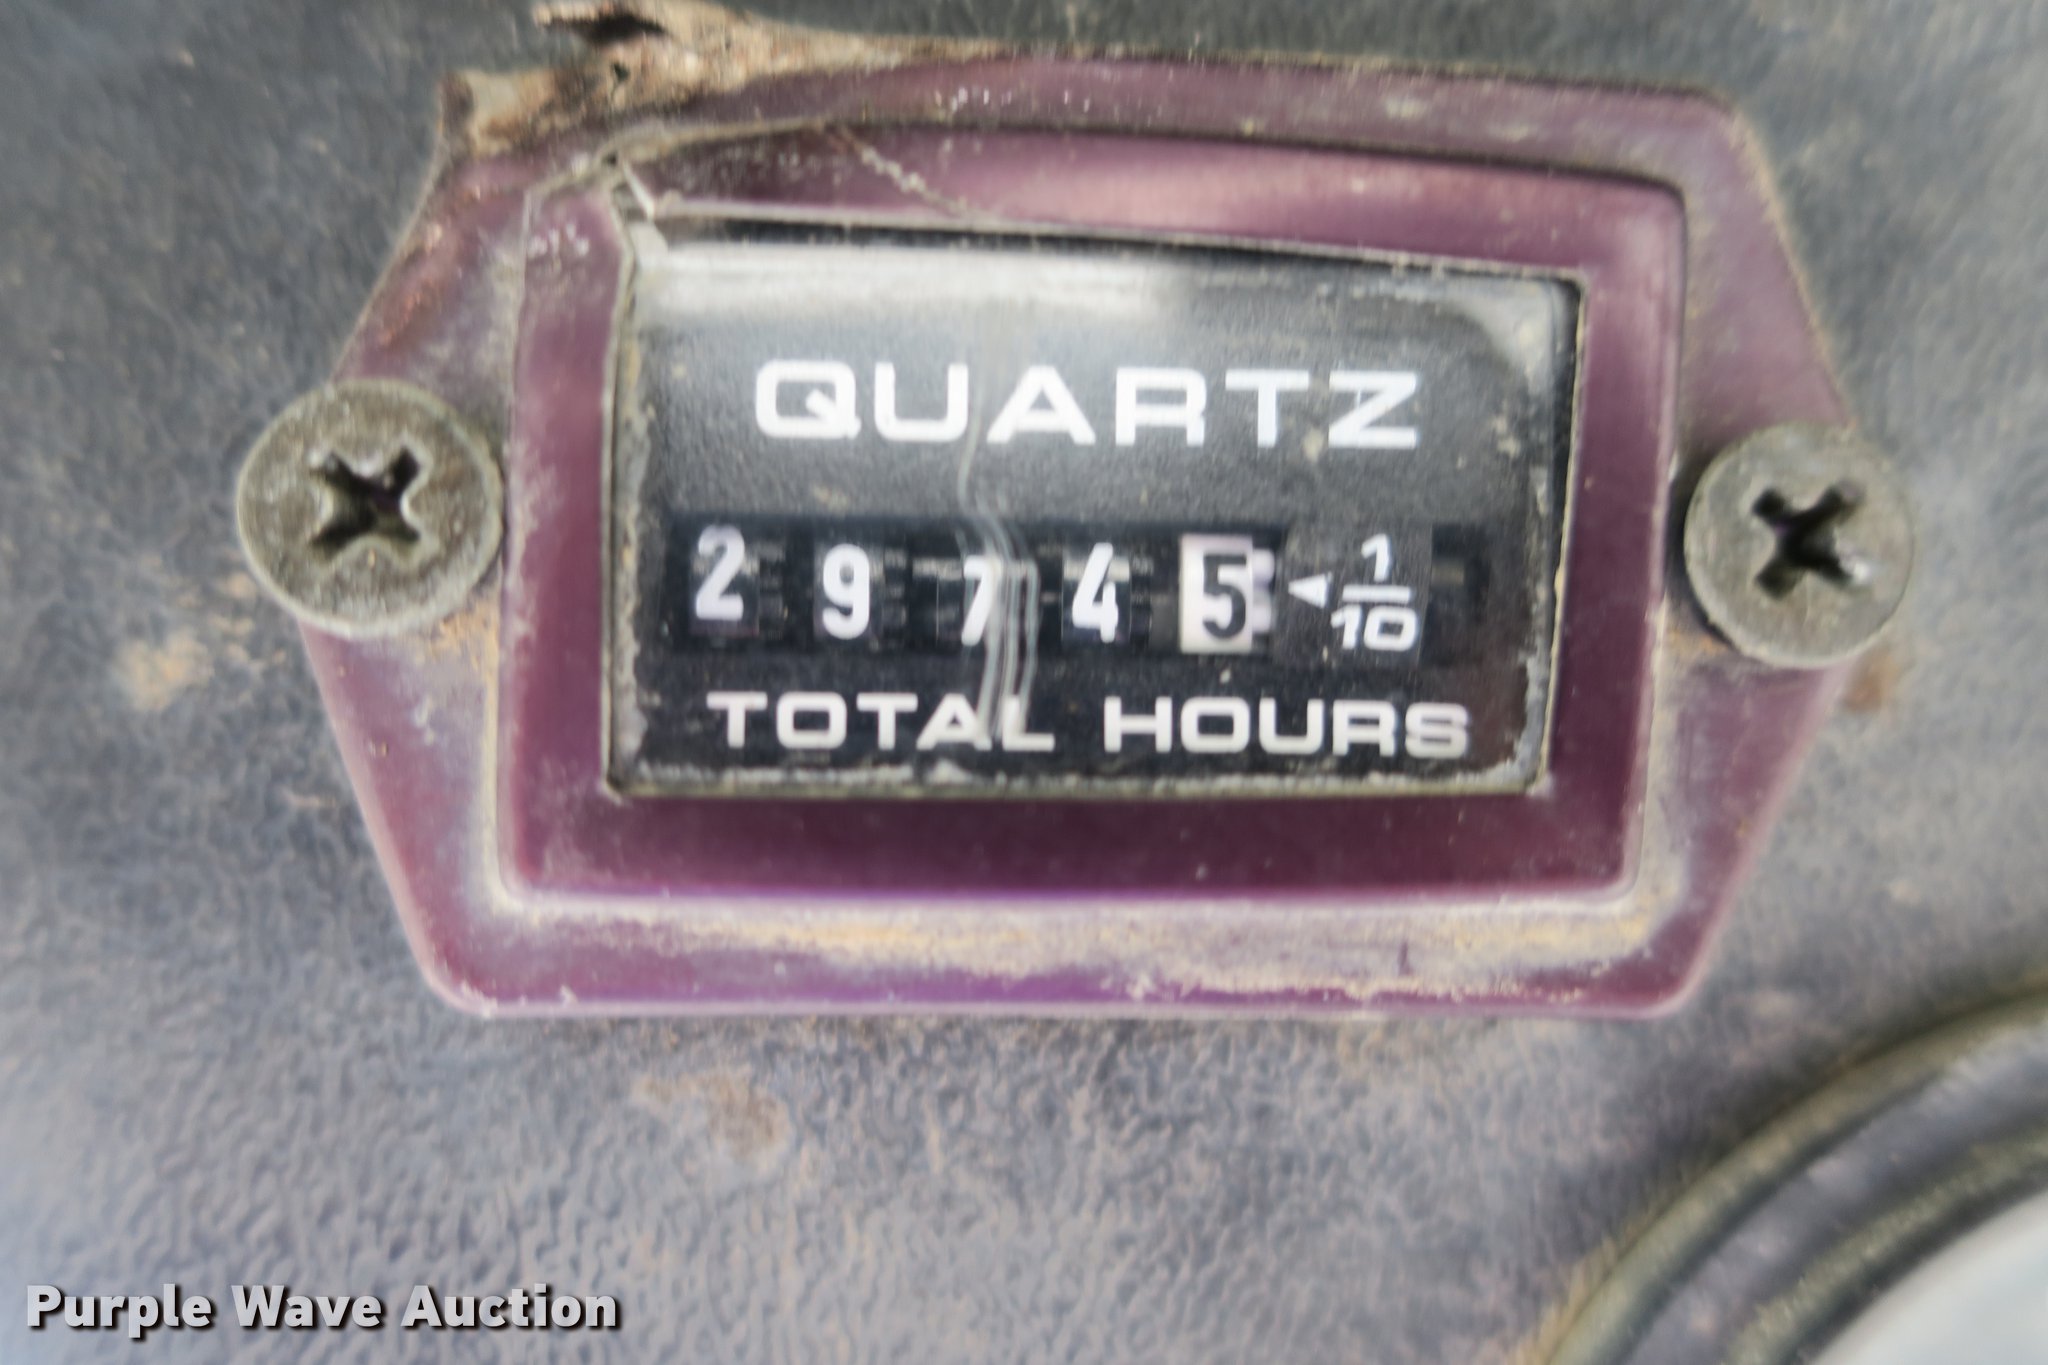 QUARTZ
2 9 7 4 5 ◄ 1/10
TOTAL HOURS
Purple Wave Auction